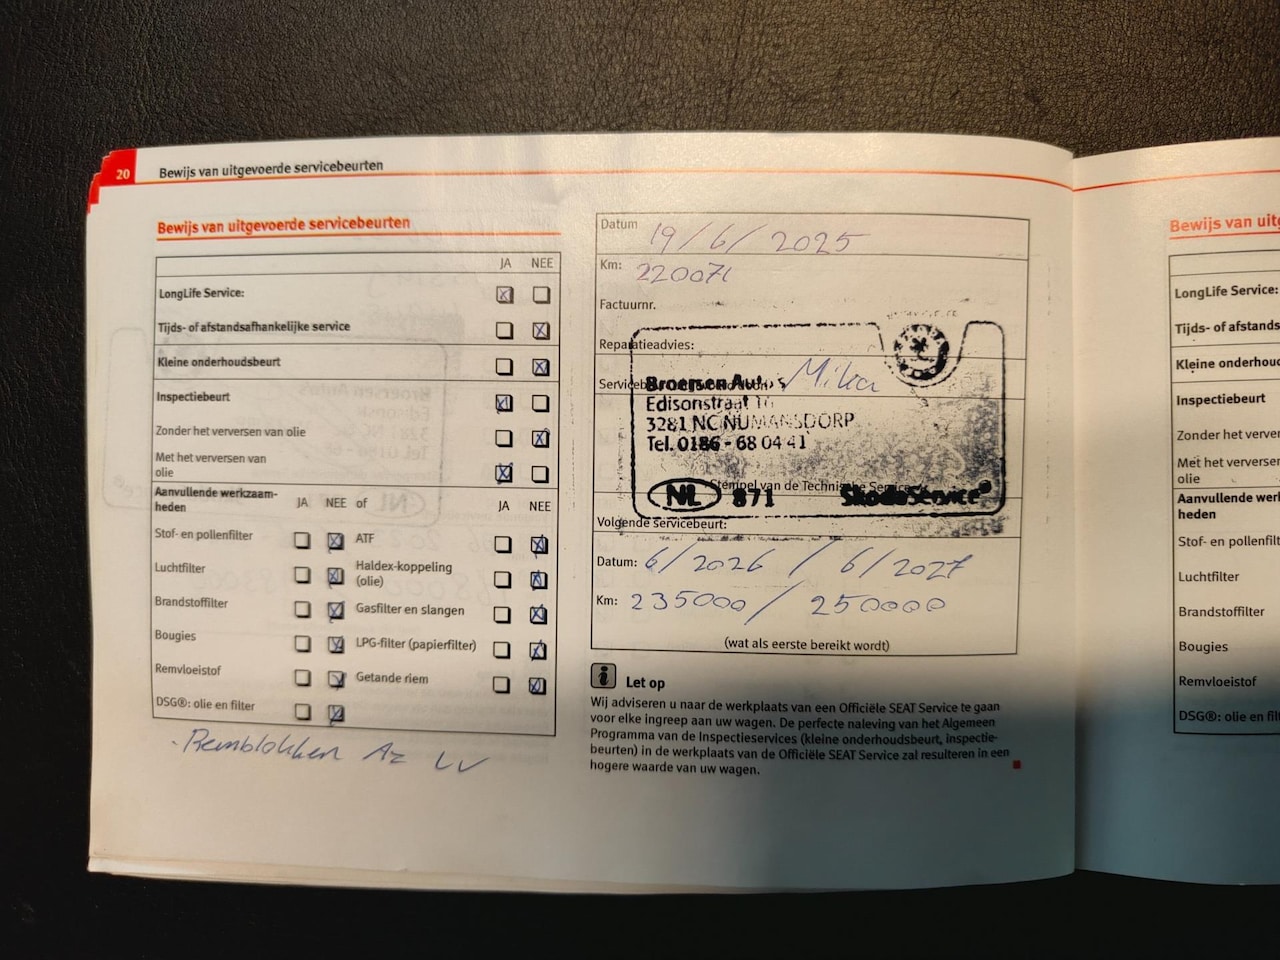 20 Bewijs van uitgevoerde servicebeurten
Bewijs van uitgevoerde servicebeurten
JA NEE
LongLife Service:
Tijds- of afstandsafhankelijke service
Kleine onderhoudsbeurt
Inspectiebeurt
Zonder het verversen van olie
Met het verversen van
olie
Aanvullende werkzaam-
heden
JA NEE of JA NEE
Stof- en pollenfilter ATF
Luchtfilter Haldex-koppeling
(olie)
Brandstoffilter Gasfilter en slangen
Bougies LPG-filter (papierfilter)
Remvloeistof Getande riem
DSG®: olie en filter
Remblokken Az LV
Datum 19/6/2025
Km: 220071
Factuurnr.
Reparatieadvies:
Mika
Broersen Auto's
Edisonstraat
3281 NC NUMANSDORP
Tel. 0186 - 68 04 41
Stempel van de Technische Service
NL 871 SkodaService
Volgende servicebeurt:
Datum: 6/2026 / 6/2027
Km: 235000 / 250000
(wat als eerste bereikt wordt)
i Let op
Wij adviseren u naar de werkplaats van een Officiële SEAT Service te gaan
voor elke ingreep aan uw wagen. De perfecte naleving van het Algemeen
Programma van de Inspectieservices (kleine onderhoudsbeurt, inspectie-
beurten) in de werkplaats van de Officiële SEAT Service zal resulteren in een
hogere waarde van uw wagen.
Bewijs van uitg
LongLife Service:
Tijds- of afstands
Kleine onderhou
Inspectiebeurt
Zonder het verver
Met het verversen
olie
Aanvullende werk
heden
Stof- en pollenfilt
Luchtfilter
Brandstoffilter
Bougies
Remvloeistof
DSG®: olie en filt